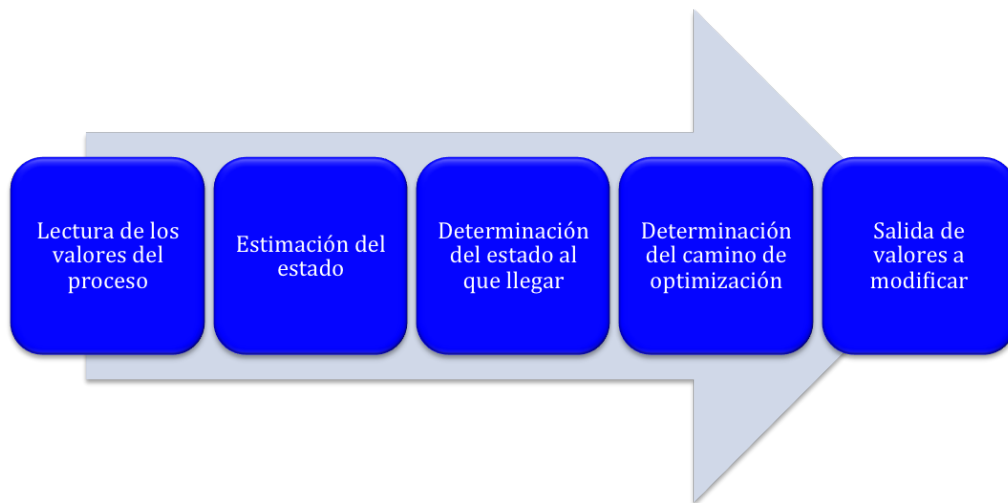 Lectura de los
valores del
proceso
Estimación del
estado
Determinación
del estado al
que llegar
Determinación
del camino de
optimización
Salida de
valores a
modificar